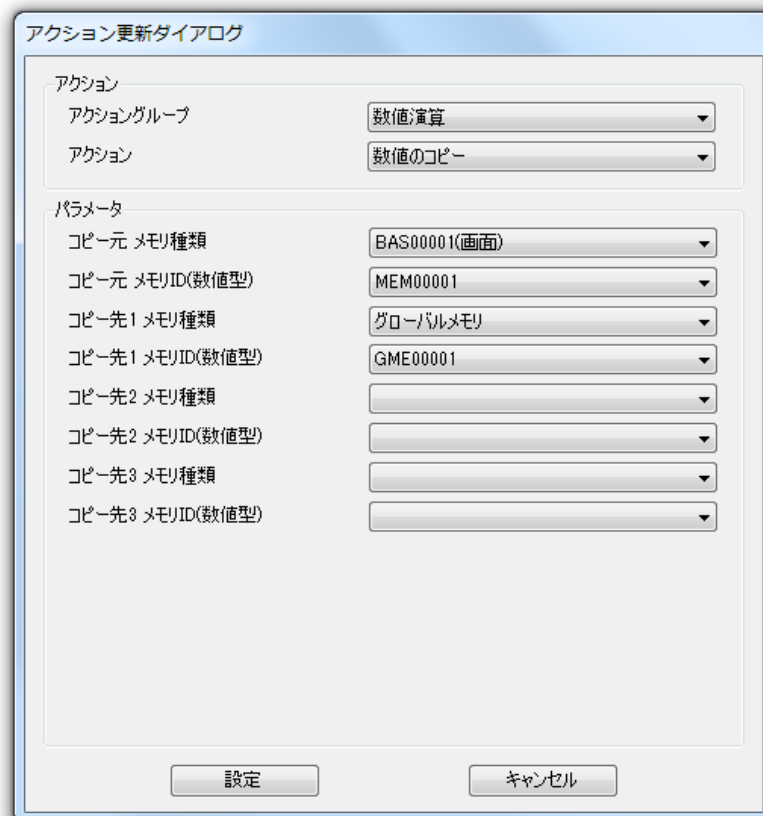 アクション更新ダイアログ
アクション
アクショングループ 数値演算
アクション 数値のコピー
パラメータ
コピー元 メモリ種類 BAS00001(画面)
コピー元 メモリID(数値型) MEM00001
コピー先1 メモリ種類 グローバルメモリ
コピー先1 メモリID(数値型) GME00001
コピー先2 メモリ種類
コピー先2 メモリID(数値型)
コピー先3 メモリ種類
コピー先3 メモリID(数値型)
設定 キャンセル